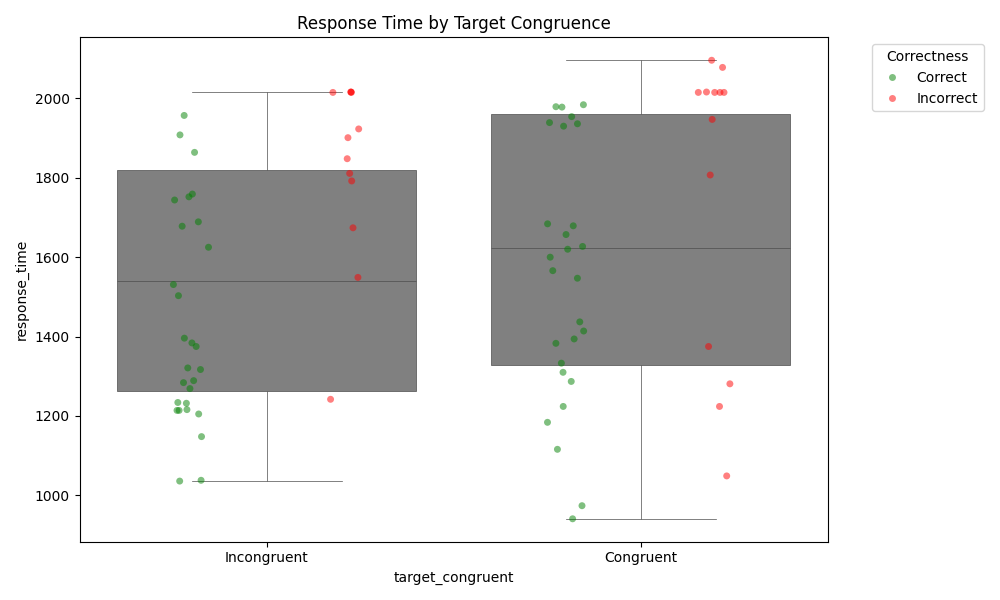 Response Time by Target Congruence
Correctness
Correct
Incorrect
2000
1800
1600
1400
1200
1000
response_time
Incongruent
Congruent
target_congruent